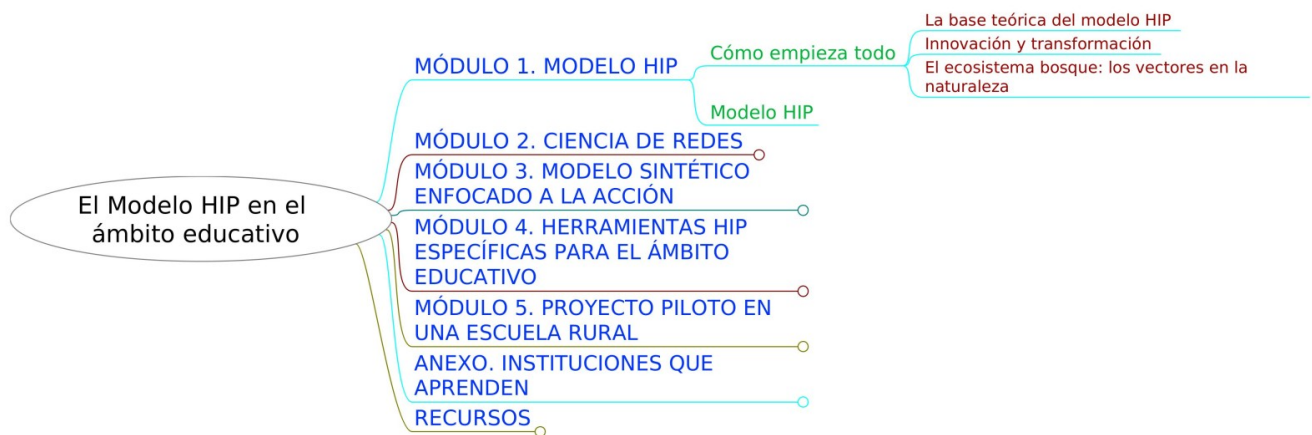 El Modelo HIP en el
ámbito educativo
MÓDULO 1. MODELO HIP
Cómo empieza todo
La base teórica del modelo HIP
Innovación y transformación
El ecosistema bosque: los vectores en la
naturaleza
Modelo HIP
MÓDULO 2. CIENCIA DE REDES
MÓDULO 3. MODELO SINTÉTICO
ENFOCADO A LA ACCIÓN
MÓDULO 4. HERRAMIENTAS HIP
ESPECÍFICAS PARA EL ÁMBITO
EDUCATIVO
MÓDULO 5. PROYECTO PILOTO EN
UNA ESCUELA RURAL
ANEXO. INSTITUCIONES QUE
APRENDEN
RECURSOS